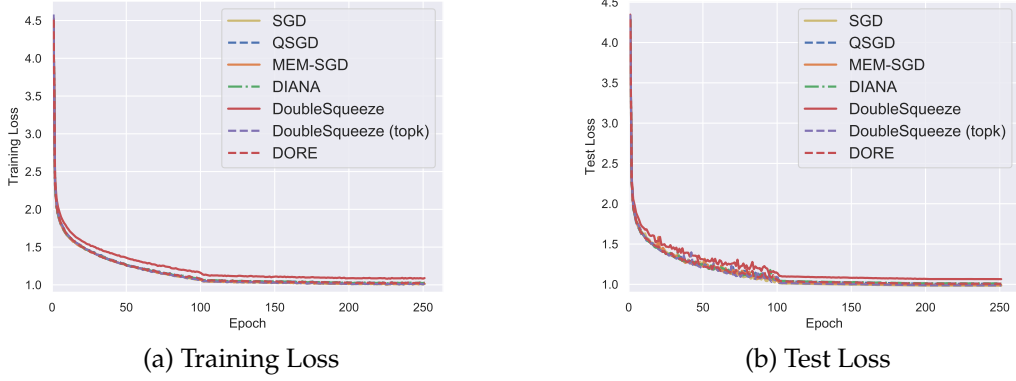 4.5
4.0
3.5
3.0
2.5
2.0
1.5
1.0
Training Loss
SGD
QSGD
MEM-SGD
DIANA
DoubleSqueeze
DoubleSqueeze (topk)
DORE
0 50 100 150 200 250
Epoch
(a) Training Loss
4.5
4.0
3.5
3.0
2.5
2.0
1.5
1.0
Test Loss
SGD
QSGD
MEM-SGD
DIANA
DoubleSqueeze
DoubleSqueeze (topk)
DORE
0 50 100 150 200 250
Epoch
(b) Test Loss